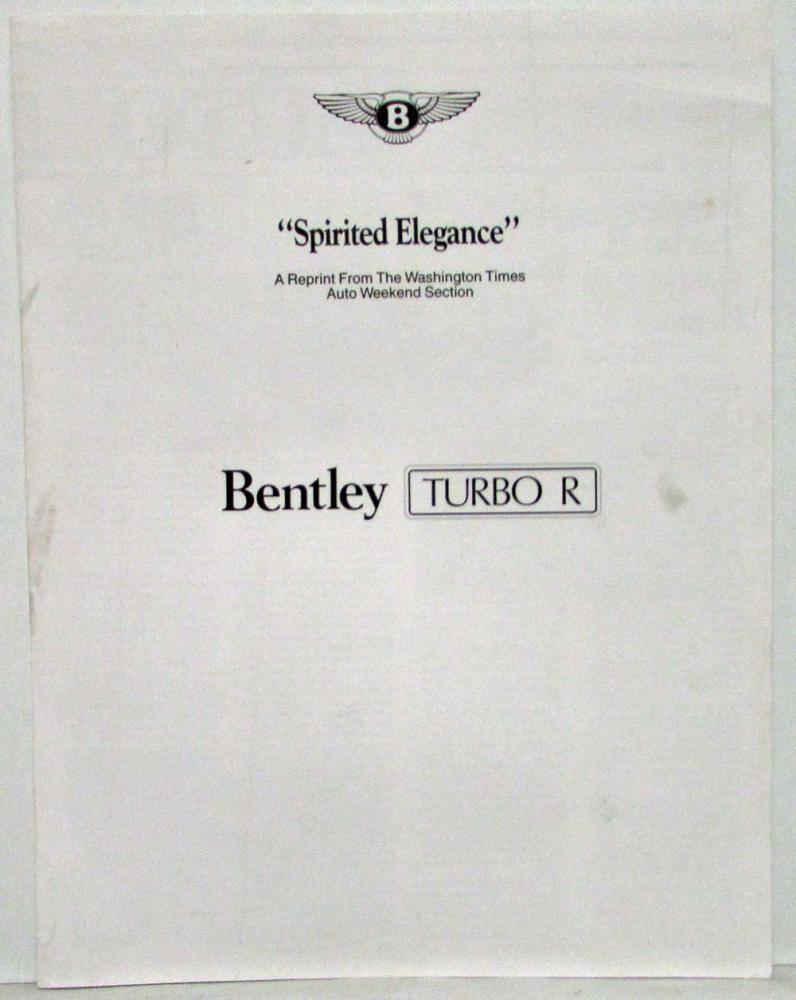 B
“Spirited Elegance”
A Reprint From The Washington Times
Auto Weekend Section
Bentley TURBO R